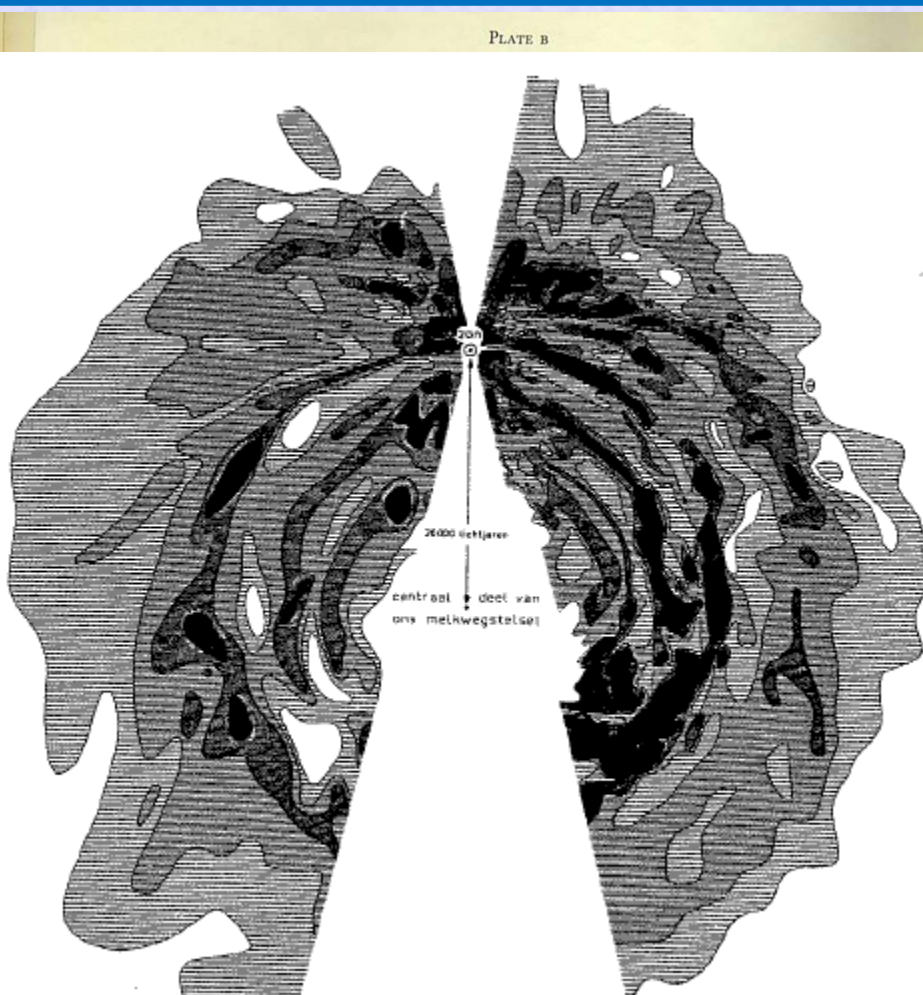 PLATE B
zon
26000 lichtjaren
centraal deel van
ons melkwegstelsel